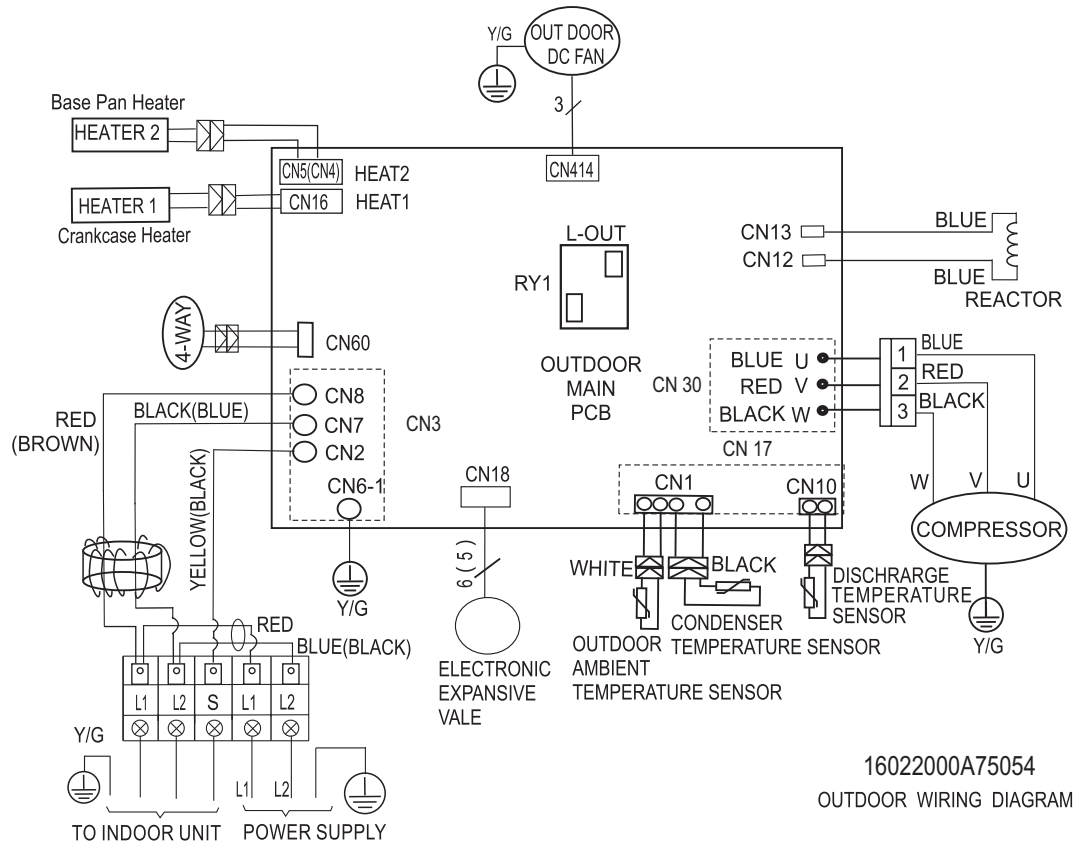 Y/G
OUT DOOR
DC FAN
3
Base Pan Heater
HEATER 2
CN5(CN4)
HEAT2
CN414
HEATER 1
CN16
HEAT1
Crankcase Heater
L-OUT
RY1
CN13
BLUE
CN12
BLUE
REACTOR
4-WAY
CN60
OUTDOOR
MAIN
PCB
CN 30
BLUE U
RED V
BLACK W
1
2
3
BLUE
RED
BLACK
CN 17
RED
(BROWN)
BLACK(BLUE)
YELLOW(BLACK)
CN8
CN7
CN2
CN3
CN6-1
Y/G
CN18
6 ( 5 )
ELECTRONIC
EXPANSIVE
VALE
CN1
CN10
W
V
U
COMPRESSOR
Y/G
WHITE
BLACK
OUTDOOR
AMBIENT
TEMPERATURE SENSOR
CONDENSER
TEMPERATURE SENSOR
DISCHRARGE
TEMPERATURE
SENSOR
RED
BLUE(BLACK)
L1
L2
S
L1
L2
Y/G
L1
L2
TO INDOOR UNIT
POWER SUPPLY
16022000A75054
OUTDOOR WIRING DIAGRAM